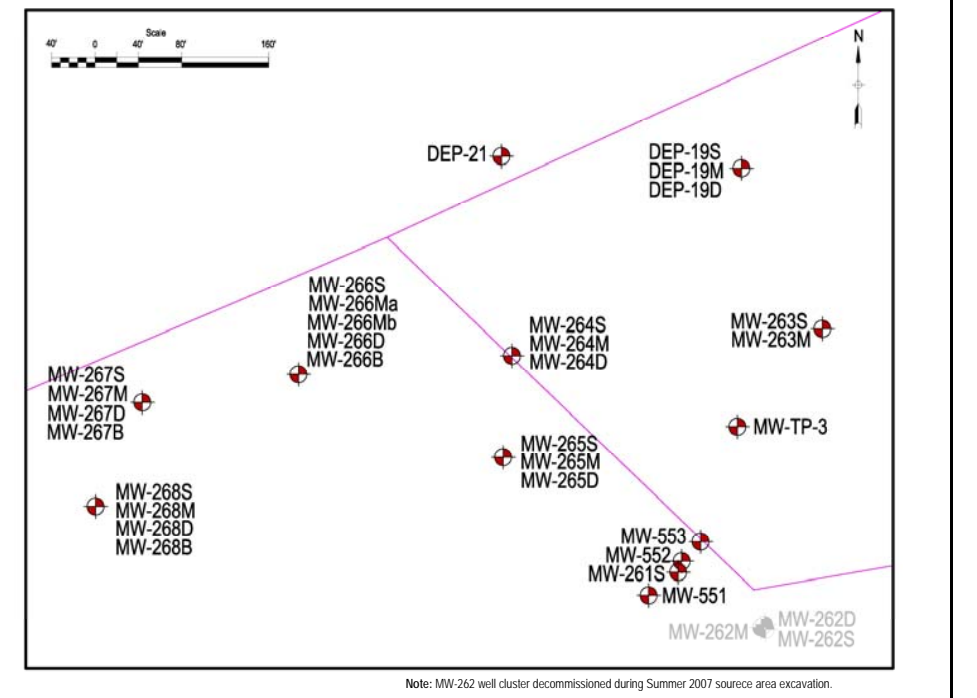 Scale
40' 0 40' 80' 160'
N
DEP-21
DEP-19S
DEP-19M
DEP-19D
MW-266S
MW-266Ma
MW-266Mb
MW-266D
MW-266B
MW-264S
MW-264M
MW-264D
MW-263S
MW-263M
MW-267S
MW-267M
MW-267D
MW-267B
MW-TP-3
MW-265S
MW-265M
MW-265D
MW-268S
MW-268M
MW-268D
MW-268B
MW-553
MW-552
MW-261S
MW-551
MW-262M
MW-262D
MW-262S
Note: MW-262 well cluster decommissioned during Summer 2007 sourece area excavation.